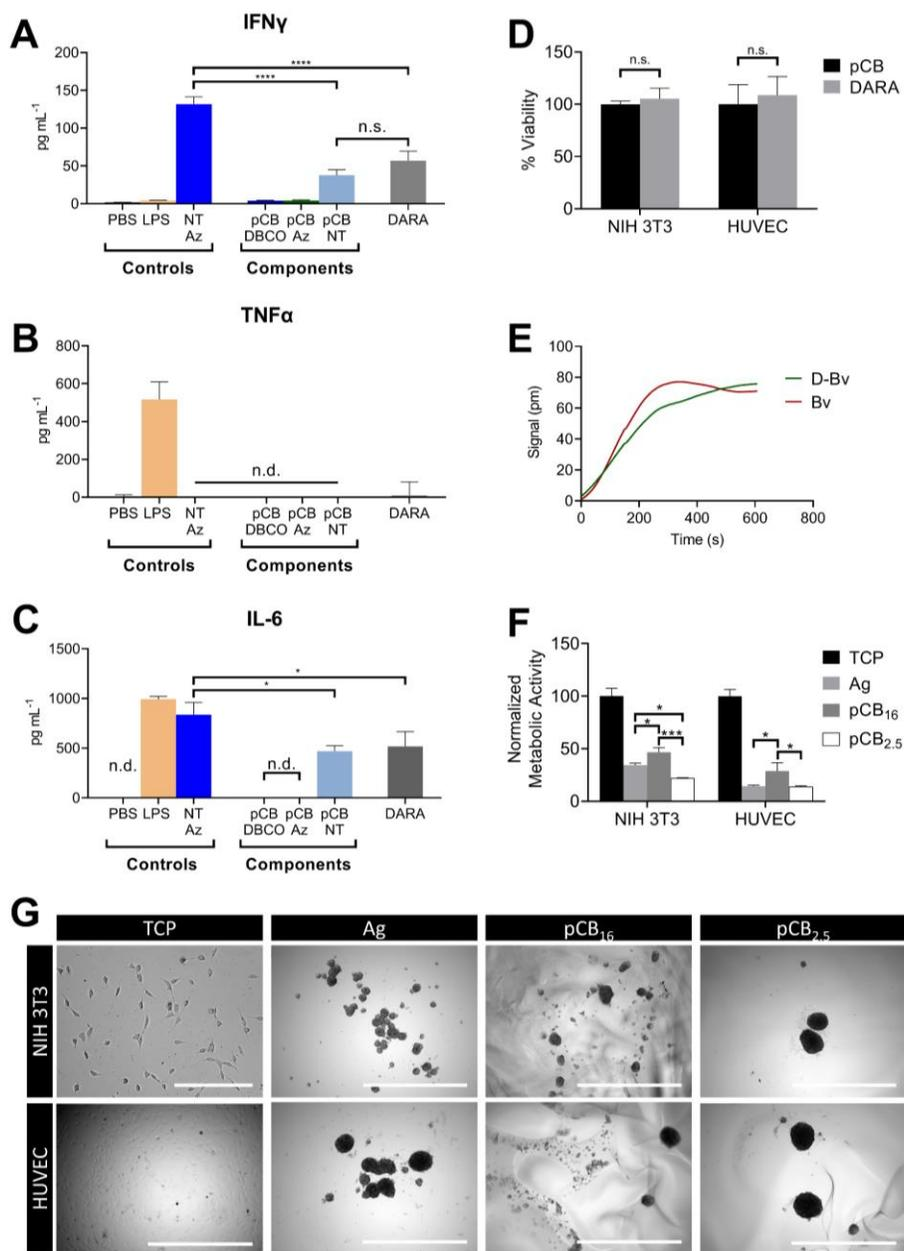 A
IFNγ
200
150
100
50
0
pg mL-1
****
****
n.s.
PBS LPS NT Az pCB DBCO pCB Az pCB NT DARA
Controls Components
B
TNFα
800
600
400
200
0
pg mL-1
n.d.
PBS LPS NT Az pCB DBCO pCB Az pCB NT DARA
Controls Components
C
IL-6
1500
1000
500
0
pg mL-1
*
*
n.d.
n.d.
PBS LPS NT Az pCB DBCO pCB Az pCB NT DARA
Controls Components
D
150
100
50
0
% Viability
n.s. n.s.
pCB
DARA
NIH 3T3 HUVEC
E
100
80
60
40
20
0
Signal (pm)
D-Bv
Bv
0 200 400 600 800
Time (s)
F
150
100
50
0
Normalized
Metabolic Activity
*
*
***
*
*
TCP
Ag
pCB16
pCB2.5
NIH 3T3 HUVEC
G
TCP Ag pCB16 pCB2.5
NIH 3T3
HUVEC